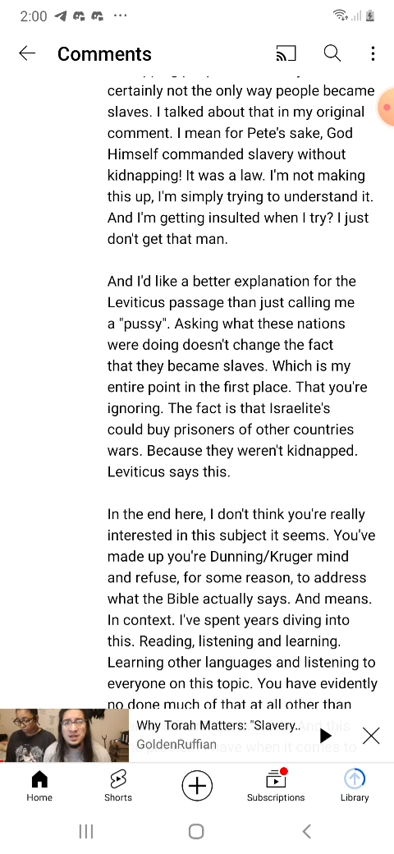 2:00
Comments
certainly not the only way people became
slaves. I talked about that in my original
comment. I mean for Pete's sake, God
Himself commanded slavery without
kidnapping! It was a law. I'm not making
this up, I'm simply trying to understand it.
And I'm getting insulted when I try? I just
don't get that man.
And I'd like a better explanation for the
Leviticus passage than just calling me
a "pussy". Asking what these nations
were doing doesn't change the fact
that they became slaves. Which is my
entire point in the first place. That you're
ignoring. The fact is that Israelite's
could buy prisoners of other countries
wars. Because they weren't kidnapped.
Leviticus says this.
In the end here, I don't think you're really
interested in this subject it seems. You've
made up you're Dunning/Kruger mind
and refuse, for some reason, to address
what the Bible actually says. And means.
In context. I've spent years diving into
this. Reading, listening and learning.
Learning other languages and listening to
everyone on this topic. You have evidently
no done much of that at all other than
Why Torah Matters: "Slavery..
GoldenRuffian
Home
Shorts
Subscriptions
Library